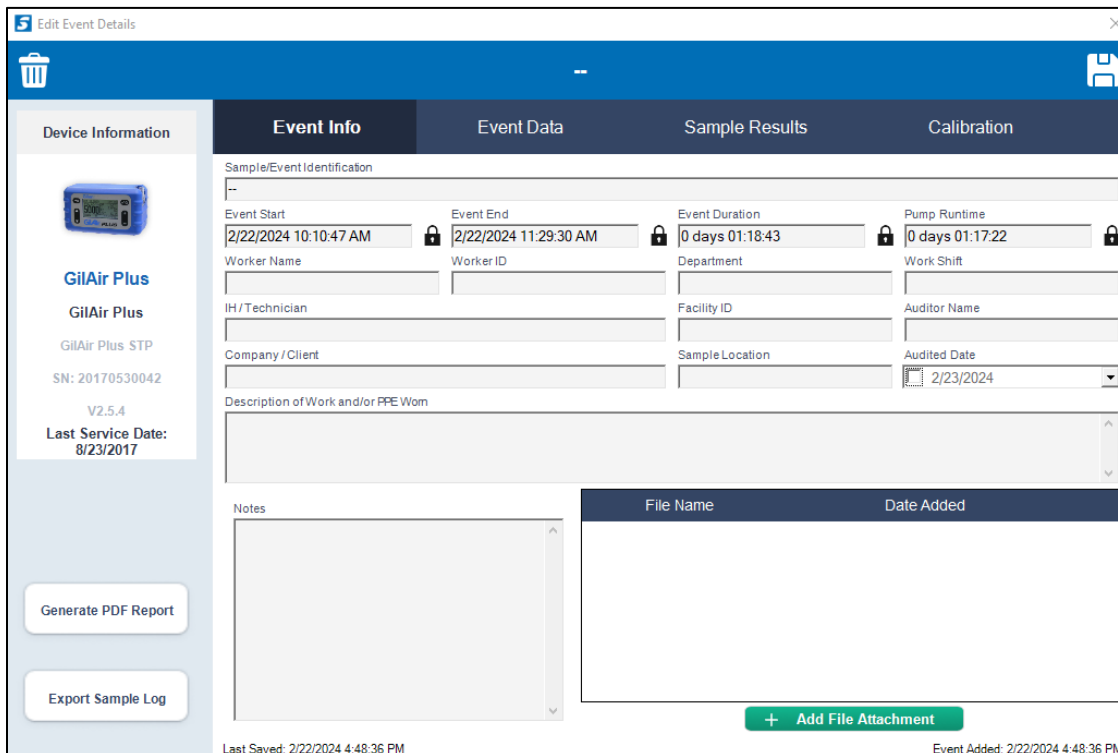 Edit Event Details
--
Device Information
Event Info Event Data Sample Results Calibration
GilAir Plus
GilAir Plus
GilAir Plus STP
SN: 20170530042
V2.5.4
Last Service Date:
8/23/2017
Generate PDF Report
Export Sample Log
Sample/Event Identification
--
Event Start Event End Event Duration Pump Runtime
2/22/2024 10:10:47 AM 2/22/2024 11:29:30 AM 0 days 01:18:43 0 days 01:17:22
Worker Name Worker ID Department Work Shift
IH / Technician Facility ID Auditor Name
Company / Client Sample Location Audited Date
2/23/2024
Description of Work and/or PPE Worn
Notes
File Name Date Added
+ Add File Attachment
Last Saved: 2/22/2024 4:48:36 PM Event Added: 2/22/2024 4:48:36 PM